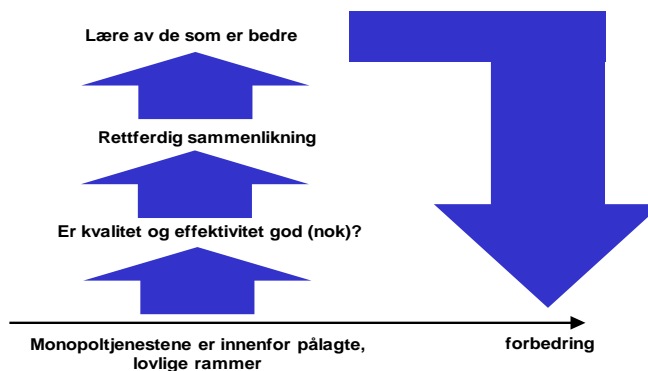 Lære av de som er bedre
Rettferdig sammenlikning
Er kvalitet og effektivitet god (nok)?
Monopoltjenestene er innenfor pålagte,
lovlige rammer
forbedring